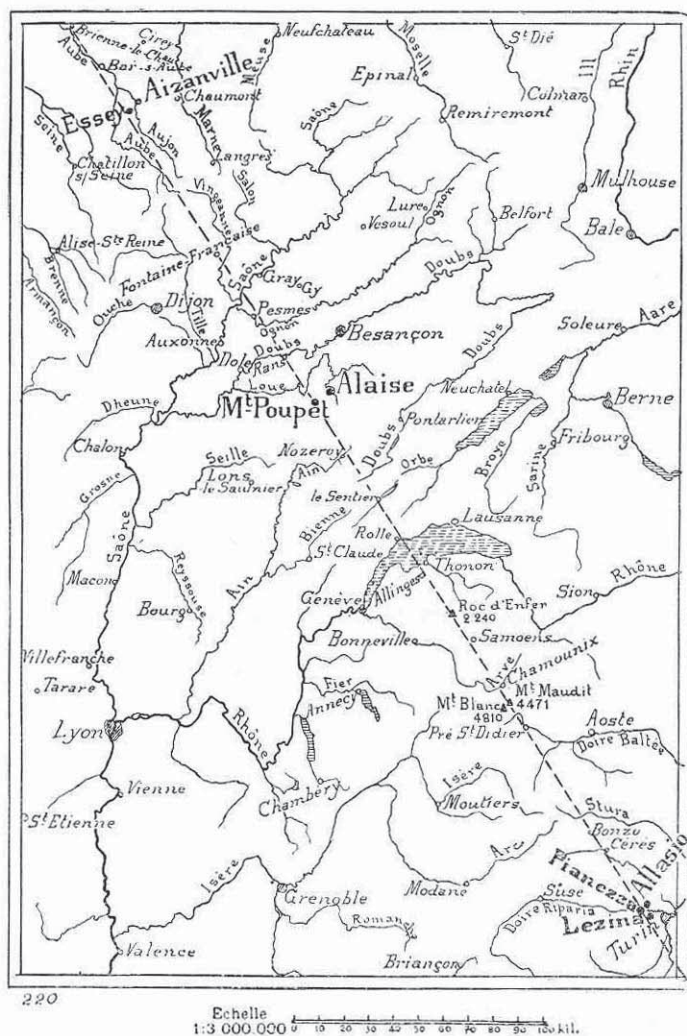 Neufchateau
Cirey
Brienne-le-Chau
Aube
Bar-s-Aube
Meuse
Moselle
St Dié
Ill
Rhin
Epinal
Aizanville
Chaumont
Colmar
Essey
Saône
Remiremont
Seine
Aujon
Marne
Aube
Langres
Chatillon
s/Seine
Vingeanne
Salon
Mulhouse
Lure
Ognon
Vesoul
Belfort
Bale
Alise-Ste Reine
Brenne
Armançon
Fontaine-Française
Saône
Gray
Gy
Doubs
Ouche
Dijon
Tille
Pesmes
Ognon
Besançon
Soleure
Aare
Auxonne
Dole
Doubs
Rans
Doubs
Loue
Alaise
Neuchatel
Berne
Dheune
Mt Poupet
Pontarlier
Chalon
Broye
Fribourg
Sarine
Seille
Nozeroy
Doubs
Orbe
Grosne
Lons
le Saulnier
Ain
le Sentier
Saône
Bienne
Lausanne
Rolle
Reyssouse
Ain
St Claude
Thonon
Macon
Rhône
Sion
Bourg
Genève
Allinges
Roc d'Enfer
2 240
Bonneville
Samoens
Villefranche
Arve
Chamounix
Tarare
Fier
Annecy
Mt Maudit
4471
Mt Blanc
4810
Aoste
Lyon
Pré St Didier
Doire Baltée
Rhône
Vienne
Chambéry
Isère
Moutiers
St Etienne
Stura
Bonzo
Cérès
Isère
Arc
Allasio
Pianezza
Modane
Suse
Grenoble
Doire Riparia
Lezina
Turin
Roman
Valence
Briançon
220
Echelle
1:3 000.000
0 10 20 30 40 50 60 70 80 90 100 kil.